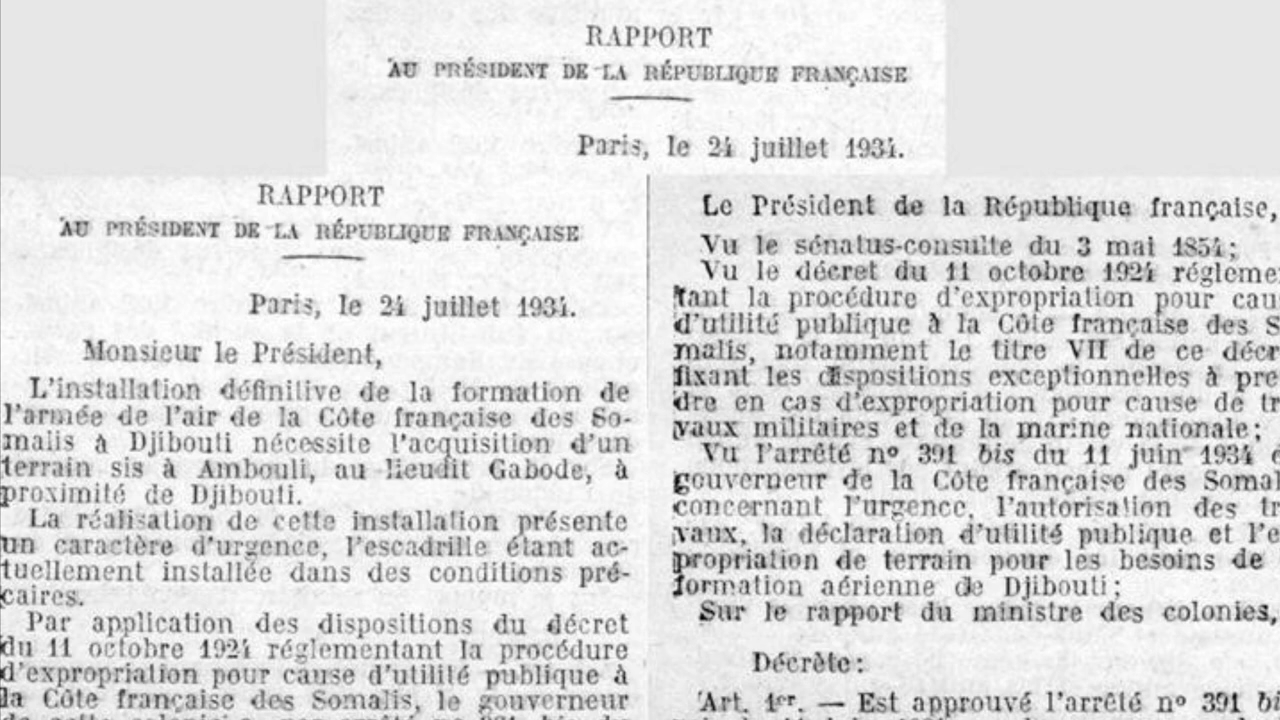 RAPPORT
AU PRÉSIDENT DE LA RÉPUBLIQUE FRANÇAISE
Paris, le 24 juillet 1934.
RAPPORT
AU PRÉSIDENT DE LA RÉPUBLIQUE FRANÇAISE
Paris, le 24 juillet 1934.
Monsieur le Président,
L'installation définitive de la formation de
l'armée de l'air de la Côte française des So-
malis à Djibouti nécessite l'acquisition d'un
terrain sis à Ambouli, au lieudit Gabode, à
proximité de Djibouti.
La réalisation de cette installation présente
un caractère d'urgence, l'escadrille étant ac-
tuellement installée dans des conditions pré-
caires.
Par application des dispositions du décret
du 11 octobre 1924 réglementant la procédure
d'expropriation pour cause d'utilité publique à
la Côte française des Somalis, le gouverneur
Le Président de la République française,
Vu le sénatus-consulte du 3 mai 1854;
Vu le décret du 11 octobre 1924 régleme
tant la procédure d'expropriation pour cau
d'utilité publique à la Côte française des S
malis, notamment le titre VII de ce décr
fixant les dispositions exceptionnelles à pre
dre en cas d'expropriation pour cause de tr
vaux militaires et de la marine nationale;
Vu l'arrêté nº 391 bis du 11 juin 1934
gouverneur de la Côte française des Somal
concernant l'urgence, l'autorisation des tr
vaux, la déclaration d'utilité publique et l'e
propriation de terrain pour les besoins de
formation aérienne de Djibouti;
Sur le rapport du ministre des colonies,
Décrète:
Art. 1er. — Est approuvé l'arrêté nº 391 bi